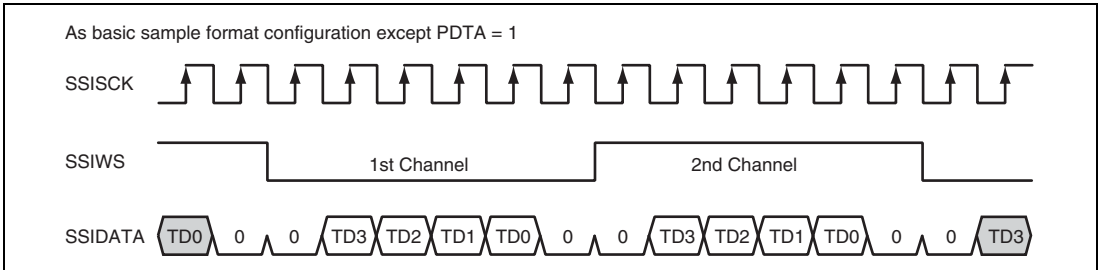 As basic sample format configuration except PDTA = 1
SSISCK
SSIWS 1st Channel 2nd Channel
SSIDATA TD0 0 0 TD3 TD2 TD1 TD0 0 0 TD3 TD2 TD1 TD0 0 0 TD3